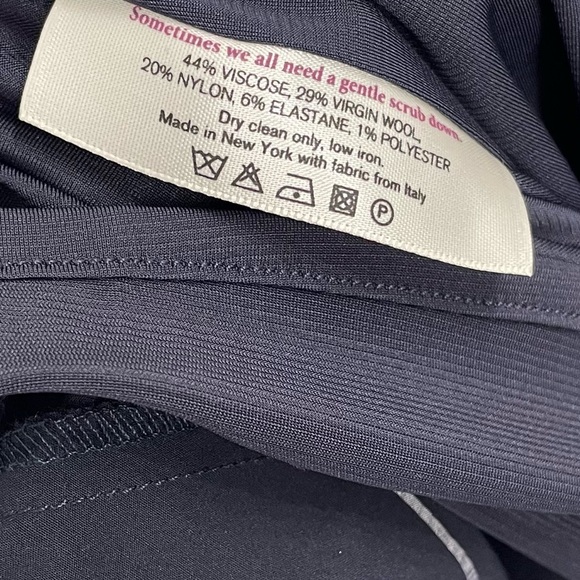 Sometimes we all need a gentle scrub down.
44% VISCOSE, 29% VIRGIN WOOL,
20% NYLON, 6% ELASTANE, 1% POLYESTER
Dry clean only, low iron.
Made in New York with fabric from Italy
P